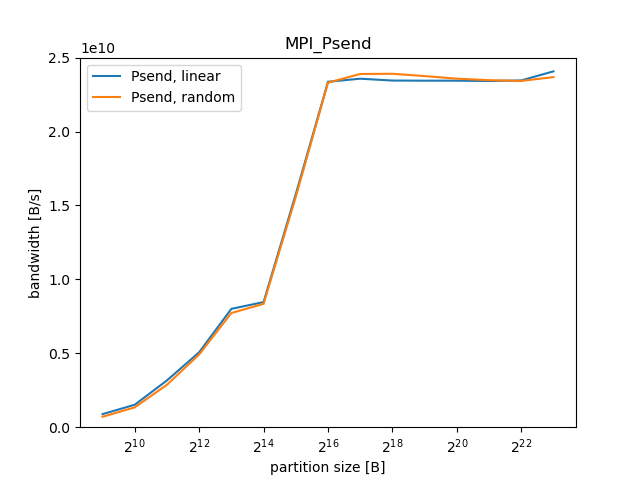 MPI_Psend
1e10
2.5
2.0
1.5
1.0
0.5
0.0
bandwidth [B/s]
Psend, linear
Psend, random
2^10 2^12 2^14 2^16 2^18 2^20 2^22
partition size [B]